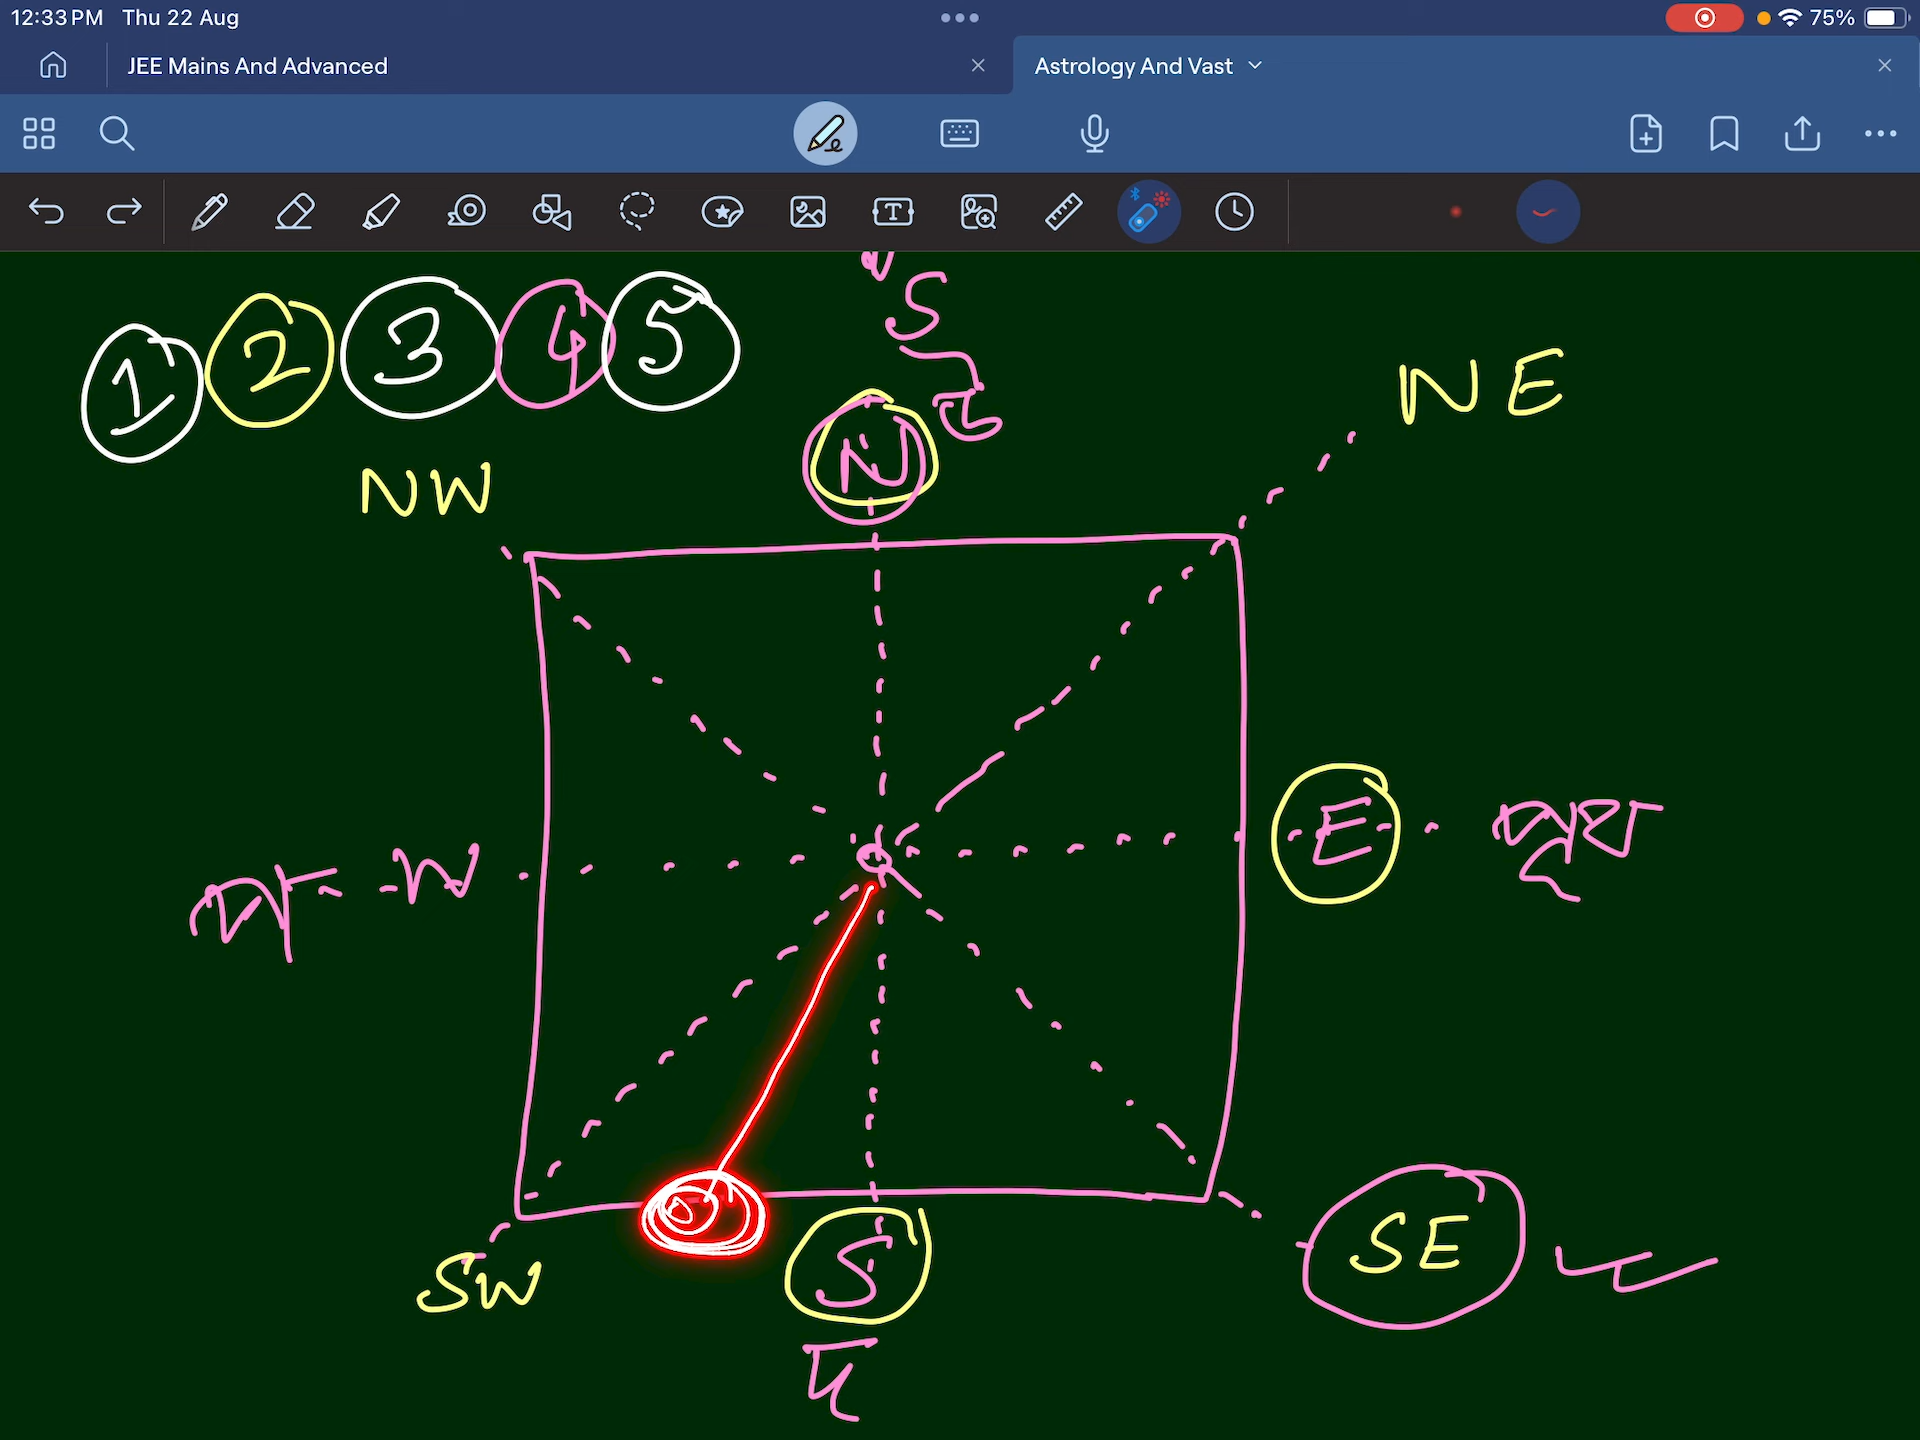 12:33 PM Thu 22 Aug
75%
JEE Mains And Advanced
Astrology And Vast
1 2 3 4 5
NE
NW
N
W
E
SW
S
SE